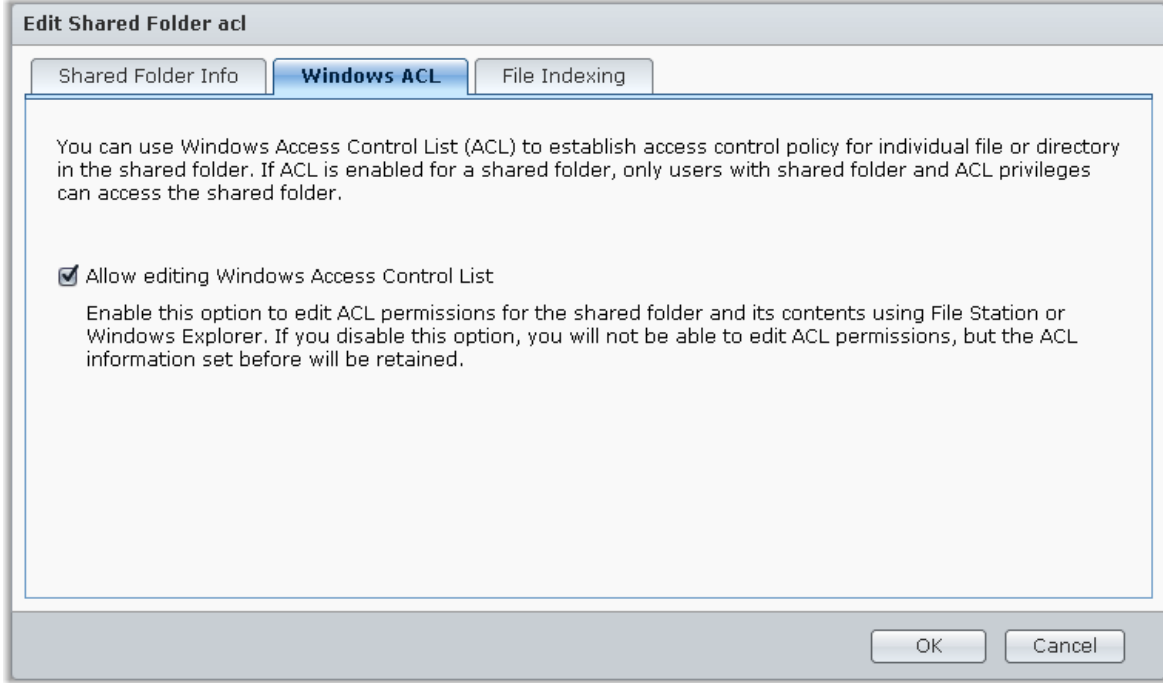 Edit Shared Folder acl
Shared Folder Info
Windows ACL
File Indexing
You can use Windows Access Control List (ACL) to establish access control policy for individual file or directory
in the shared folder. If ACL is enabled for a shared folder, only users with shared folder and ACL privileges
can access the shared folder.
Allow editing Windows Access Control List
Enable this option to edit ACL permissions for the shared folder and its contents using File Station or
Windows Explorer. If you disable this option, you will not be able to edit ACL permissions, but the ACL
information set before will be retained.
OK
Cancel